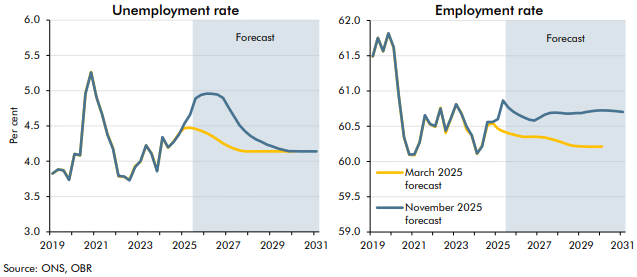 Unemployment rate
6.0
5.5
5.0
4.5
4.0
3.5
3.0
Per cent
Forecast
2019 2021 2023 2025 2027 2029 2031
Employment rate
62.0
61.5
61.0
60.5
60.0
59.5
59.0
Forecast
March 2025
forecast
November 2025
forecast
2019 2021 2023 2025 2027 2029 2031
Source: ONS, OBR